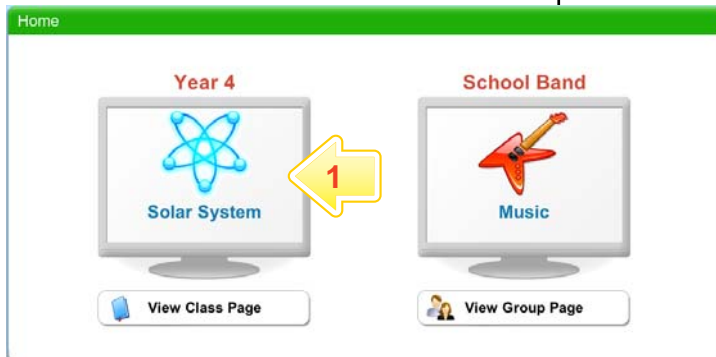 Home
Year 4
School Band
1
Solar System
Music
View Class Page
View Group Page